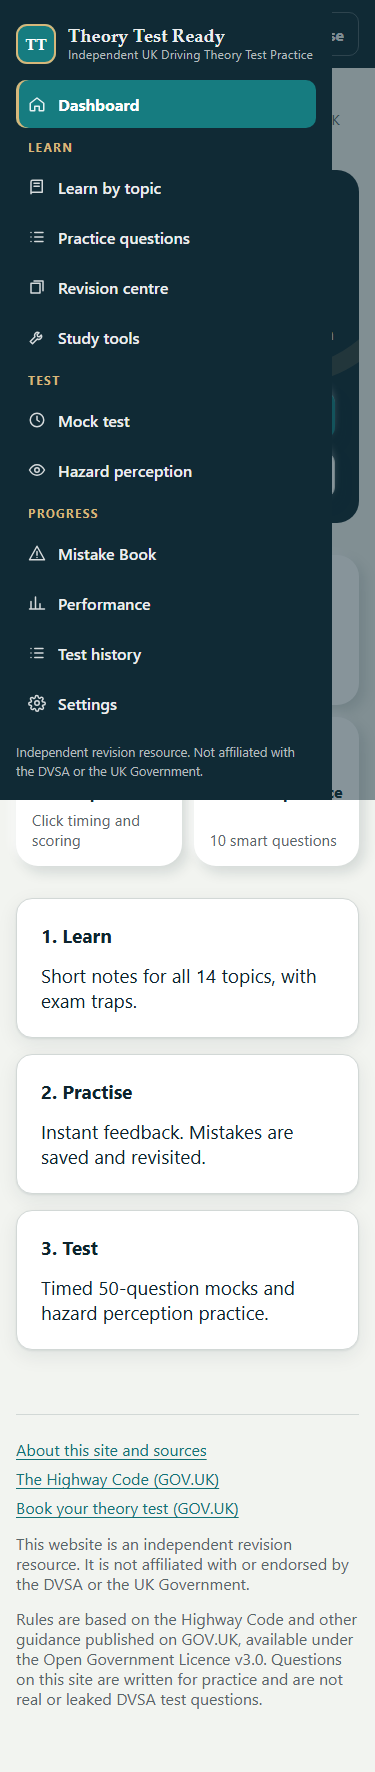 TT
Theory Test Ready
Independent UK Driving Theory Test Practice
Dashboard
LEARN
Learn by topic
Practice questions
Revision centre
Study tools
TEST
Mock test
Hazard perception
PROGRESS
Mistake Book
Performance
Test history
Settings
Independent revision resource. Not affiliated with
the DVSA or the UK Government.
Click timing and
scoring
10 smart questions
1. Learn
Short notes for all 14 topics, with
exam traps.
2. Practise
Instant feedback. Mistakes are
saved and revisited.
3. Test
Timed 50-question mocks and
hazard perception practice.
About this site and sources
The Highway Code (GOV.UK)
Book your theory test (GOV.UK)
This website is an independent revision
resource. It is not affiliated with or endorsed by
the DVSA or the UK Government.
Rules are based on the Highway Code and other
guidance published on GOV.UK, available under
the Open Government Licence v3.0. Questions
on this site are written for practice and are not
real or leaked DVSA test questions.